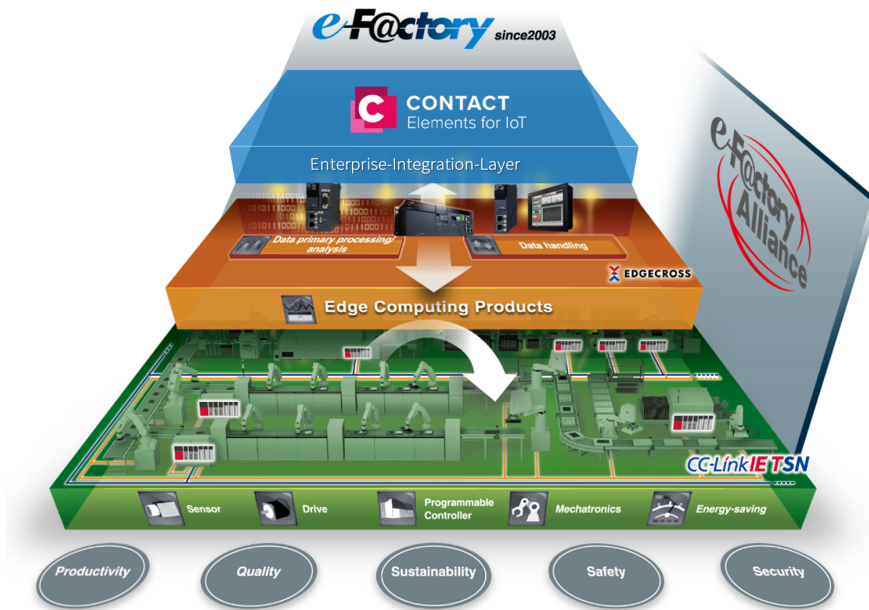 e-F@ctory since2003
CONTACT
Elements for IoT
Enterprise-Integration-Layer
Data primary processing/
analysis
Data handling
EDGECROSS
Edge Computing Products
e-F@ctory
Alliance
CC-Link IE TSN
Sensor
Drive
Programmable
Controller
Mechatronics
Energy-saving
Productivity
Quality
Sustainability
Safety
Security